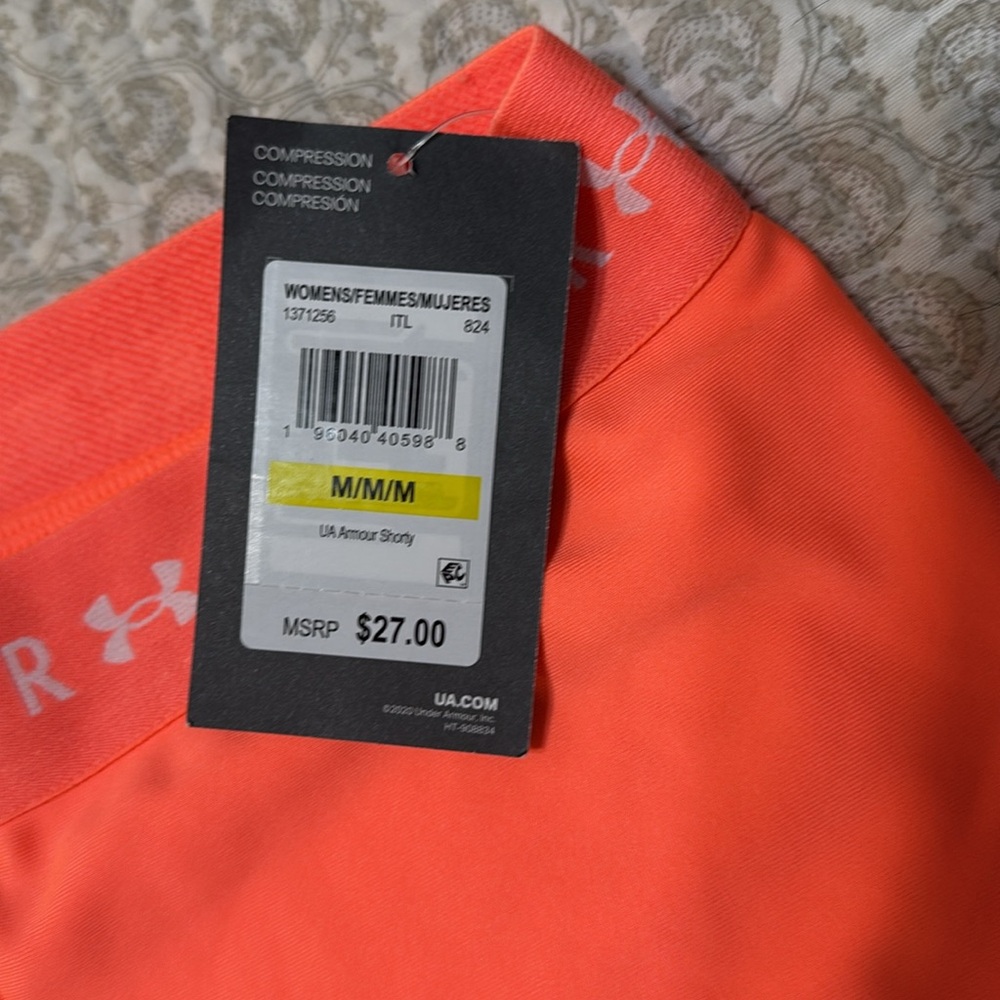 COMPRESSION
COMPRESSION
COMPRESIÓN
WOMENS/FEMMES/MUJERES
1371256 ITL 824
1 96040 40598 8
M/M/M
UA Armour Shorty
MSRP $27.00
UA.COM
©2020 Under Armour, Inc.
HT-908834
R